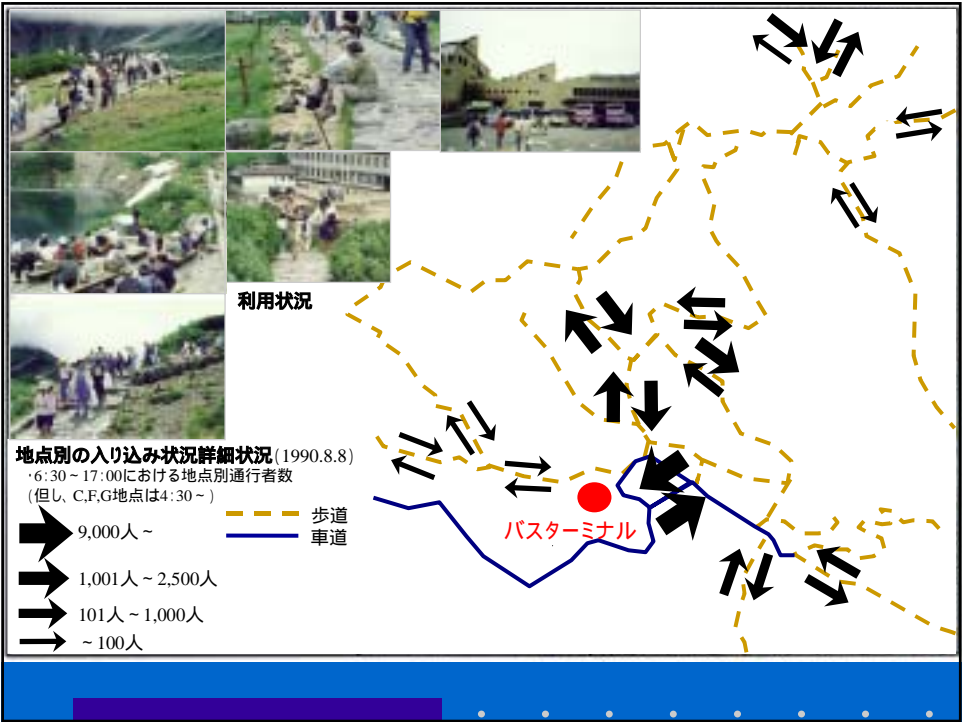 利用状況
地点別の入り込み状況詳細状況(1990.8.8)
・6:30~17:00における地点別通行者数
(但し、C,F,G地点は4:30~)
9,000人~
1,001人~2,500人
101人~1,000人
~100人
歩道
車道
バスターミナル